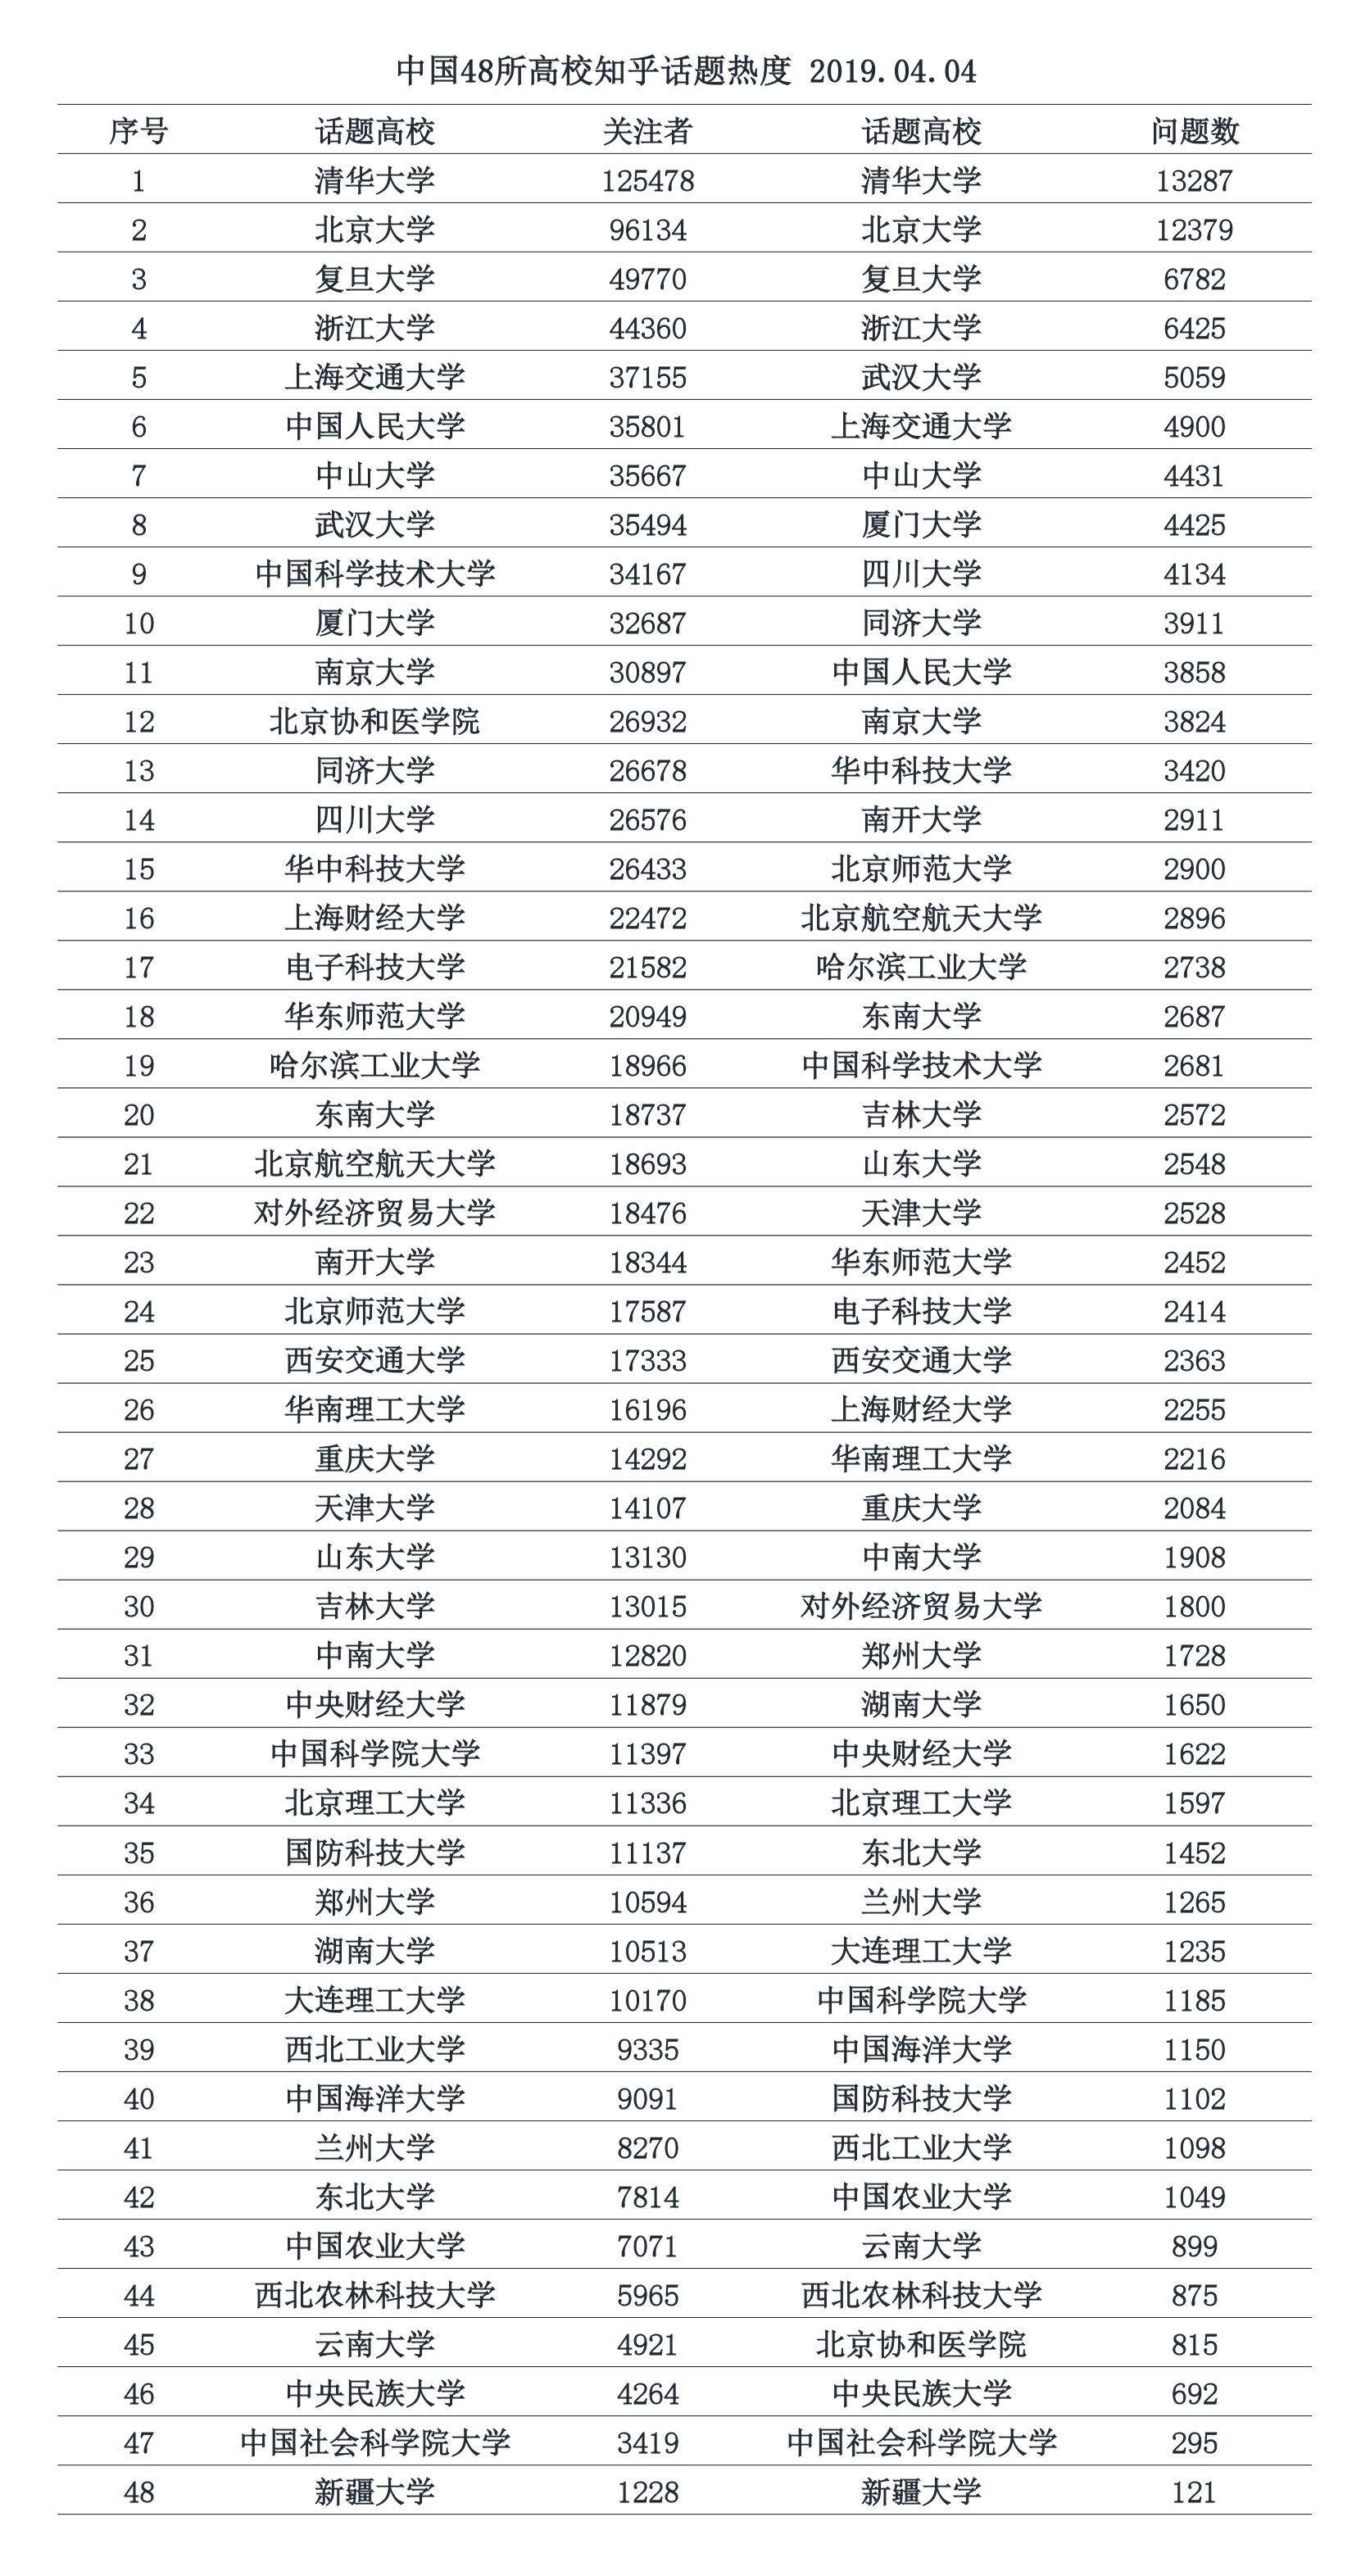 中国48所高校知乎话题热度 2019.04.04
序号 话题高校 关注者 话题高校 问题数
1 清华大学 125478 清华大学 13287
2 北京大学 96134 北京大学 12379
3 复旦大学 49770 复旦大学 6782
4 浙江大学 44360 浙江大学 6425
5 上海交通大学 37155 武汉大学 5059
6 中国人民大学 35801 上海交通大学 4900
7 中山大学 35667 中山大学 4431
8 武汉大学 35494 厦门大学 4425
9 中国科学技术大学 34167 四川大学 4134
10 厦门大学 32687 同济大学 3911
11 南京大学 30897 中国人民大学 3858
12 北京协和医学院 26932 南京大学 3824
13 同济大学 26678 华中科技大学 3420
14 四川大学 26576 南开大学 2911
15 华中科技大学 26433 北京师范大学 2900
16 上海财经大学 22472 北京航空航天大学 2896
17 电子科技大学 21582 哈尔滨工业大学 2738
18 华东师范大学 20949 东南大学 2687
19 哈尔滨工业大学 18966 中国科学技术大学 2681
20 东南大学 18737 吉林大学 2572
21 北京航空航天大学 18693 山东大学 2548
22 对外经济贸易大学 18476 天津大学 2528
23 南开大学 18344 华东师范大学 2452
24 北京师范大学 17587 电子科技大学 2414
25 西安交通大学 17333 西安交通大学 2363
26 华南理工大学 16196 上海财经大学 2255
27 重庆大学 14292 华南理工大学 2216
28 天津大学 14107 重庆大学 2084
29 山东大学 13130 中南大学 1908
30 吉林大学 13015 对外经济贸易大学 1800
31 中南大学 12820 郑州大学 1728
32 中央财经大学 11879 湖南大学 1650
33 中国科学院大学 11397 中央财经大学 1622
34 北京理工大学 11336 北京理工大学 1597
35 国防科技大学 11137 东北大学 1452
36 郑州大学 10594 兰州大学 1265
37 湖南大学 10513 大连理工大学 1235
38 大连理工大学 10170 中国科学院大学 1185
39 西北工业大学 9335 中国海洋大学 1150
40 中国海洋大学 9091 国防科技大学 1102
41 兰州大学 8270 西北工业大学 1098
42 东北大学 7814 中国农业大学 1049
43 中国农业大学 7071 云南大学 899
44 西北农林科技大学 5965 西北农林科技大学 875
45 云南大学 4921 北京协和医学院 815
46 中央民族大学 4264 中央民族大学 692
47 中国社会科学院大学 3419 中国社会科学院大学 295
48 新疆大学 1228 新疆大学 121